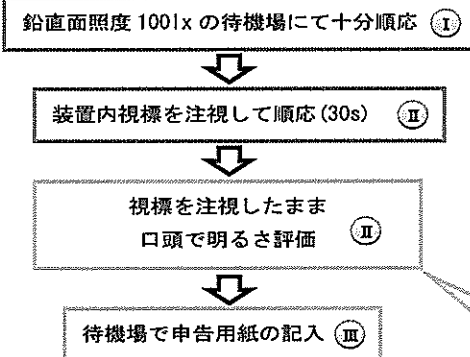 鉛直面照度 100lx の待機場にて十分順応 Ⅰ
装置内視標を注視して順応(30s) Ⅱ
視標を注視したまま
口頭で明るさ評価 Ⅱ
待機場で申告用紙の記入 Ⅲ